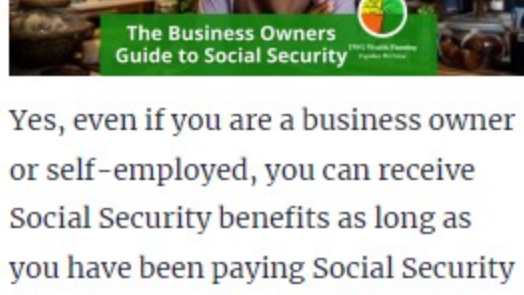 The Business Owners
Guide to Social Security
Yes, even if you are a business owner
or self-employed, you can receive
Social Security benefits as long as
you have been paying Social Security